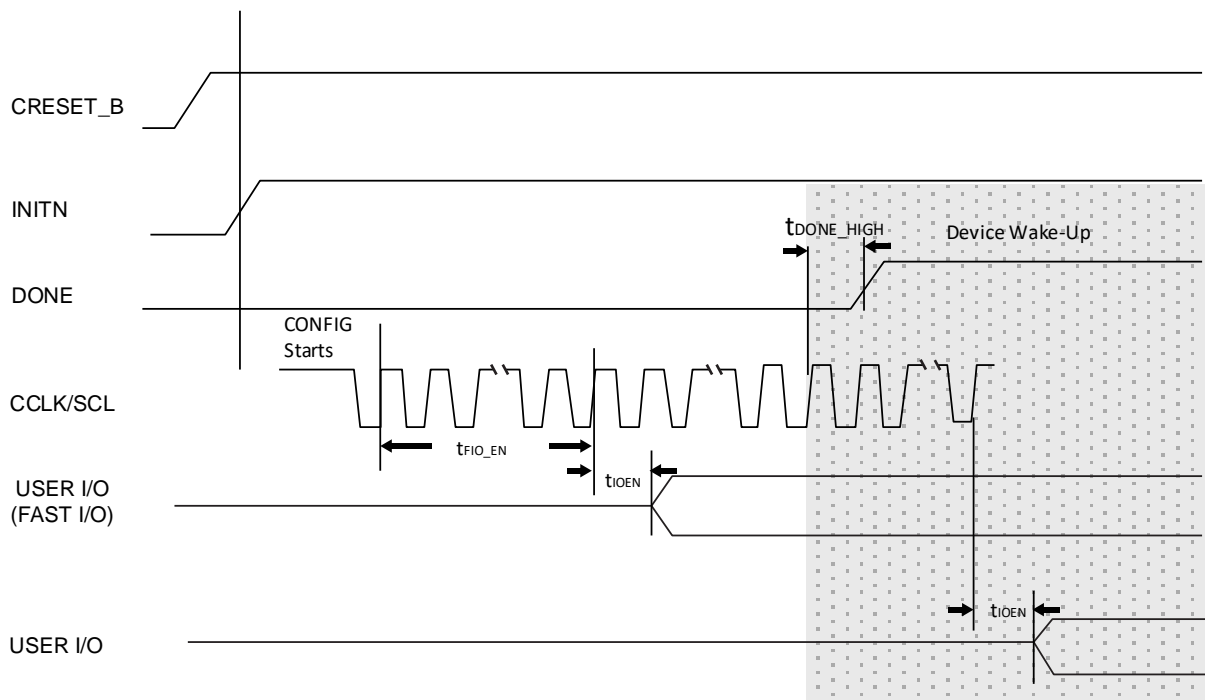 CRESET_B
INITN
tDONE_HIGH
Device Wake-Up
DONE
CONFIG
Starts
CCLK/SCL
tFIO_EN
tIOEN
USER I/O
(FAST I/O)
tIOEN
USER I/O